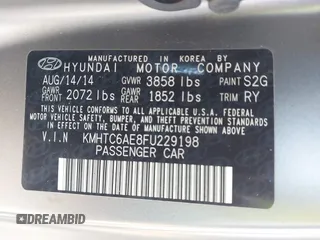 MANUFACTURED IN KOREA BY
HYUNDAI MOTOR COMPANY
AUG/14/14 GVWR 3858 lbs PAINT S2G
GAWR FRT 2072 lbs GAWR RR 1852 lbs TRIM RY
THIS VEHICLE CONFORMS TO ALL APPLICABLE
FEDERAL MOTOR VEHICLE SAFETY, BUMPER, AND
THEFT PREVENTION STANDARDS IN EFFECT ON
THE DATE OF MANUFACTURE SHOWN ABOVE.
V.I.N KMHTC6AE8FU229198
PASSENGER CAR
DREAMBID